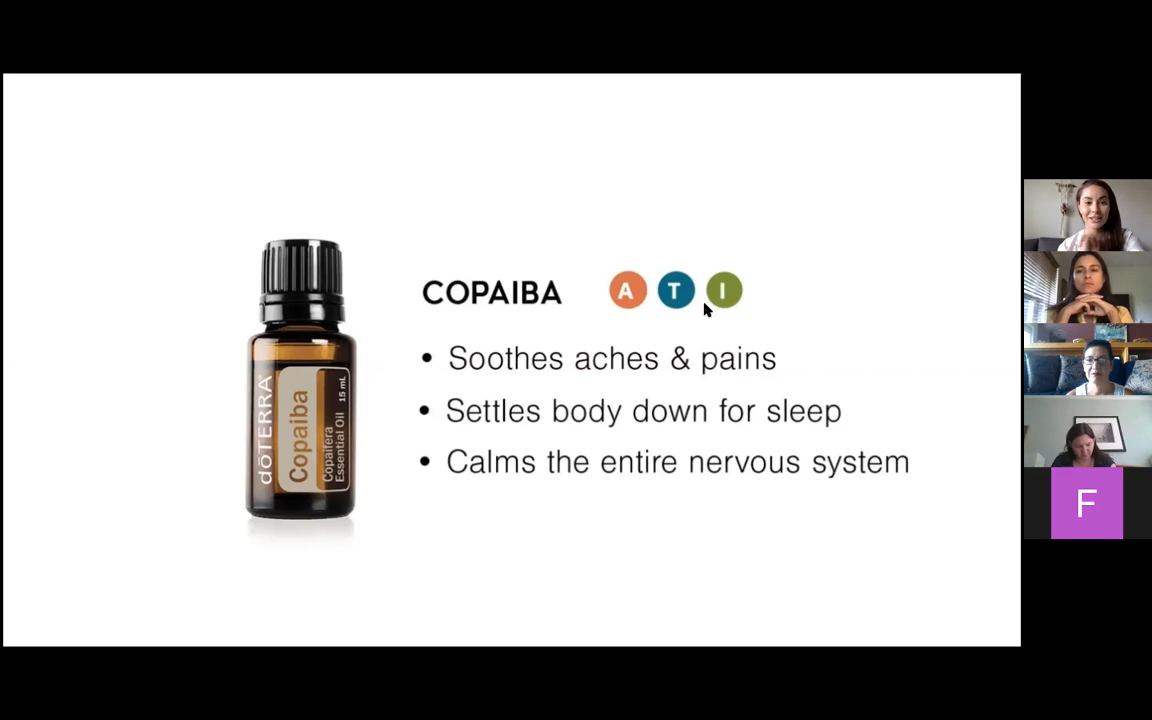 COPAIBA A T I
• Soothes aches & pains
• Settles body down for sleep
• Calms the entire nervous system
dōTERRA
Copaiba
Copaifera
Essential Oil 15 mL
F